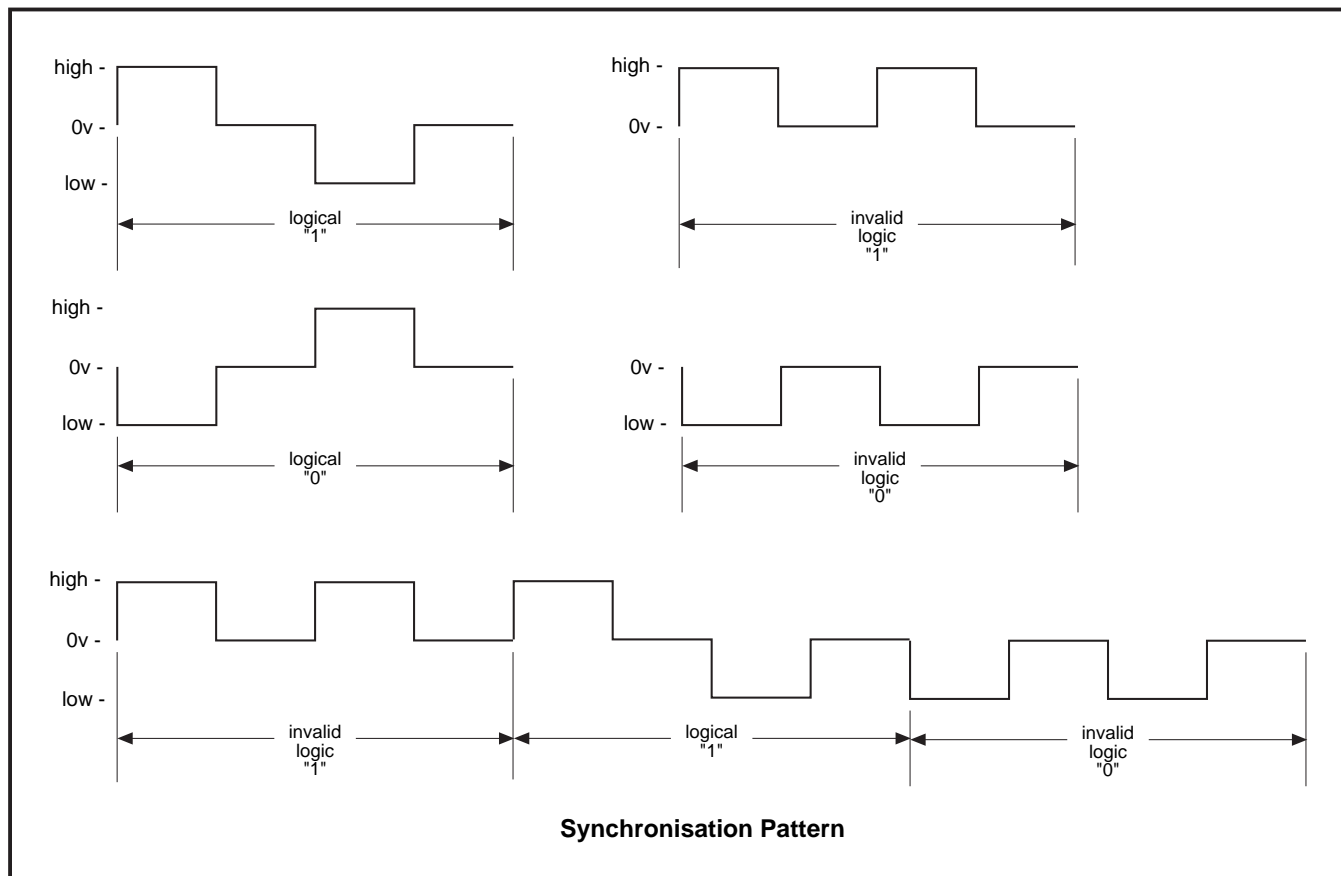 high -
0v -
low -
logical
"1"
high -
0v -
invalid
logic
"1"
high -
0v -
low -
logical
"0"
0v -
low -
invalid
logic
"0"
high -
0v -
low -
invalid
logic
"1"
logical
"1"
invalid
logic
"0"
Synchronisation Pattern